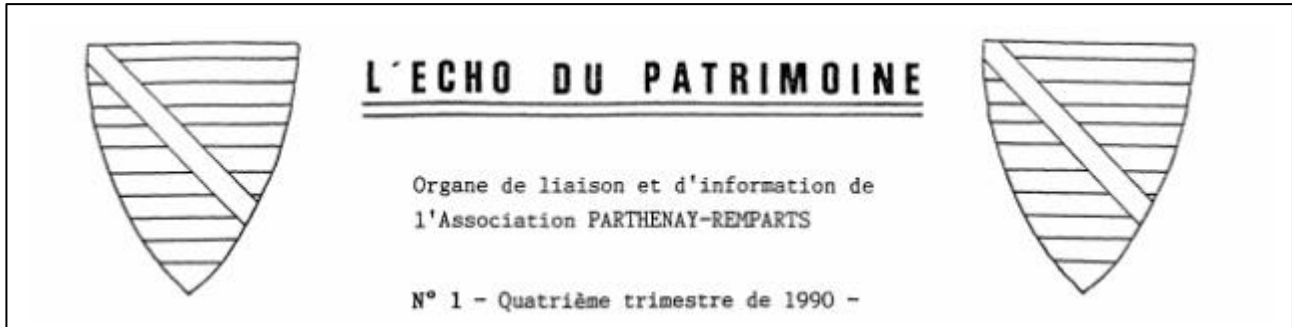 L'ECHO DU PATRIMOINE
Organe de liaison et d'information de
l'Association PARTHENAY-REMPARTS
N° 1 - Quatrième trimestre de 1990 -